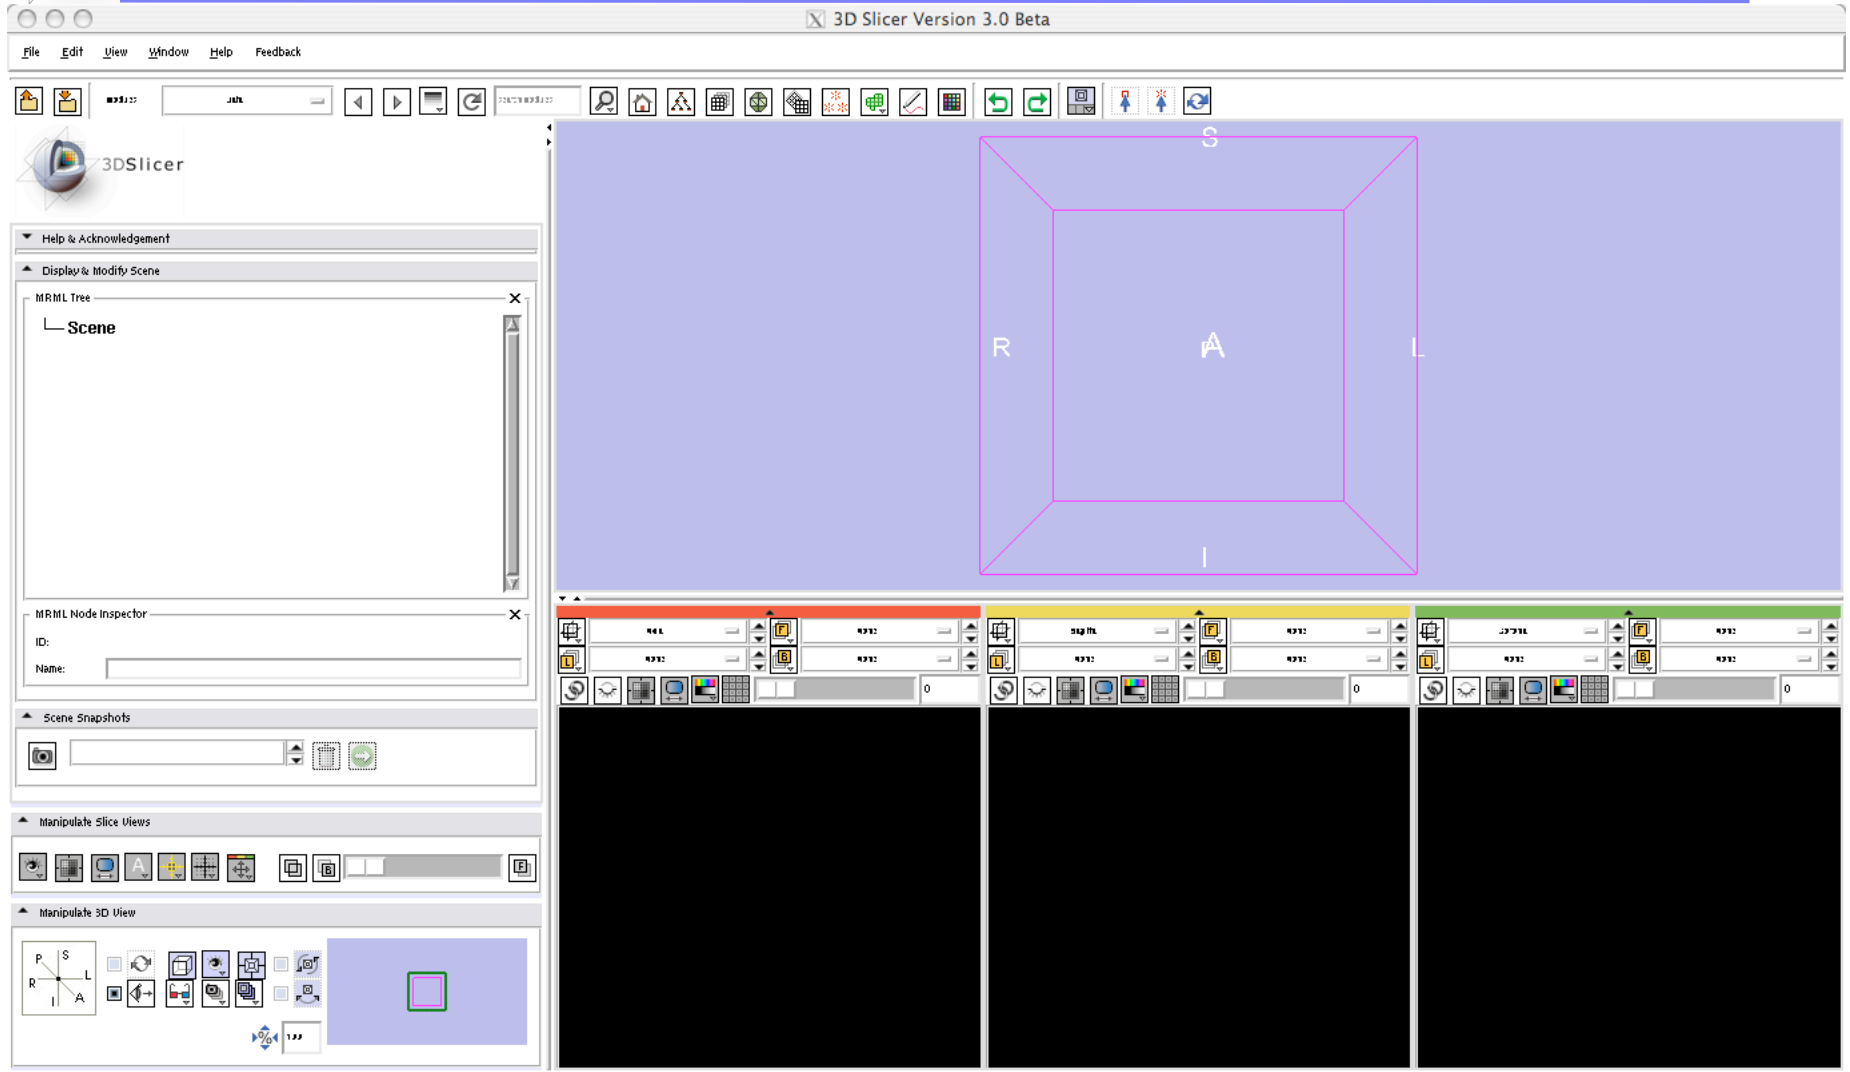 3D Slicer Version 3.0 Beta
File Edit View Window Help Feedback
3DSlicer
Help & Acknowledgement
Display & Modify Scene
MRML Tree
Scene
MRML Node Inspector
ID:
Name:
Scene Snapshots
Manipulate Slice Views
A
B F
Manipulate 3D View
P S
R L
I A
%
S
R A L
I
F F F
L B L B L B
0 0 0